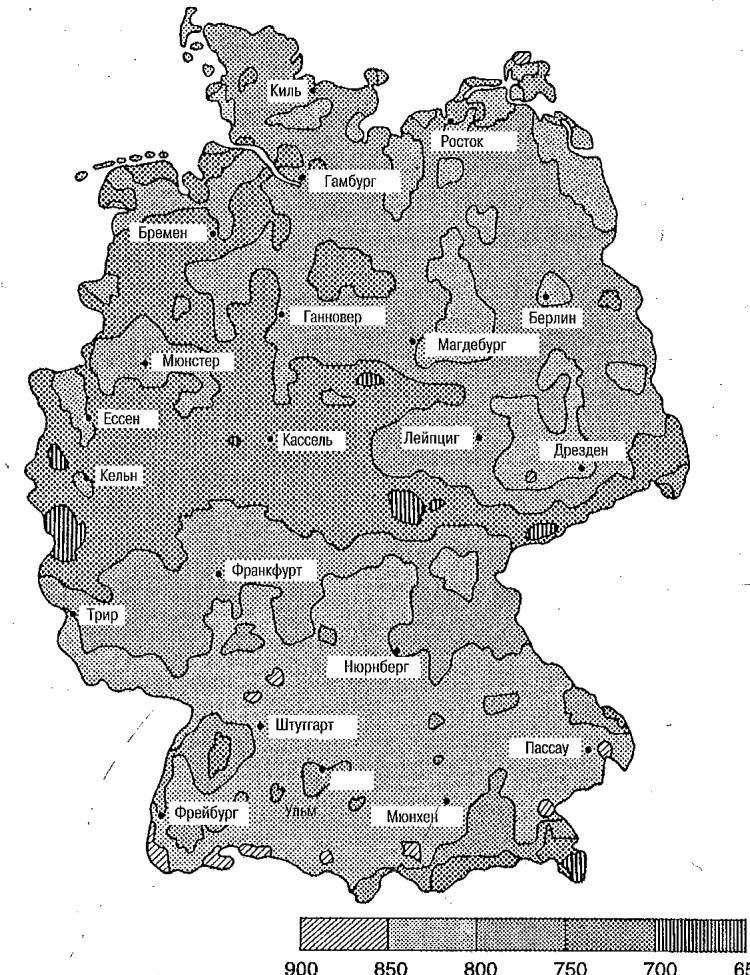 Киль
Росток
Гамбург
Бремен
Ганновер
Берлин
Магдебург
Мюнстер
Ессен
Кассель
Лейпциг
Дрезден
Кельн
Франкфурт
Трир
Нюрнберг
Штутгарт
Пассау
Ульм
Фрейбург
Мюнхен
900 850 800 750 700 65